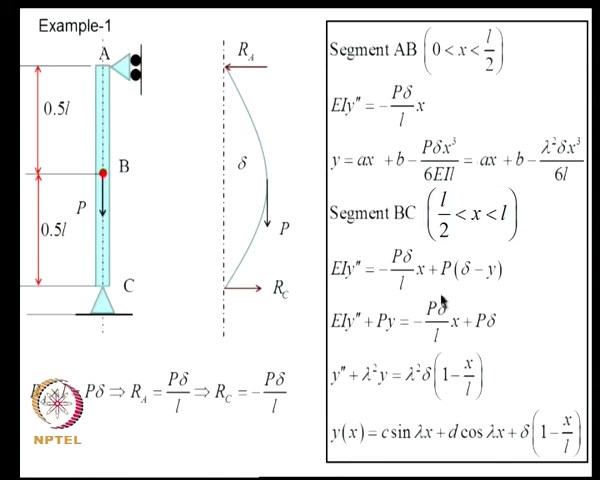 Example-1
A
0.5l
B
P
0.5l
C
R_A
δ
P
R_C
= Pδ ⇒ R_A = Pδ/l ⇒ R_C = −Pδ/l
NPTEL
Segment AB (0 < x < l/2)
EIy″ = −(Pδ/l)x
y = ax + b − Pδx³/6EIl = ax + b − λ²δx³/6l
Segment BC (l/2 < x < l)
EIy″ = −(Pδ/l)x + P(δ − y)
EIy″ + Py = −(Pδ/l)x + Pδ
y″ + λ²y = λ²δ(1 − x/l)
y(x) = c sin λx + d cos λx + δ(1 − x/l)